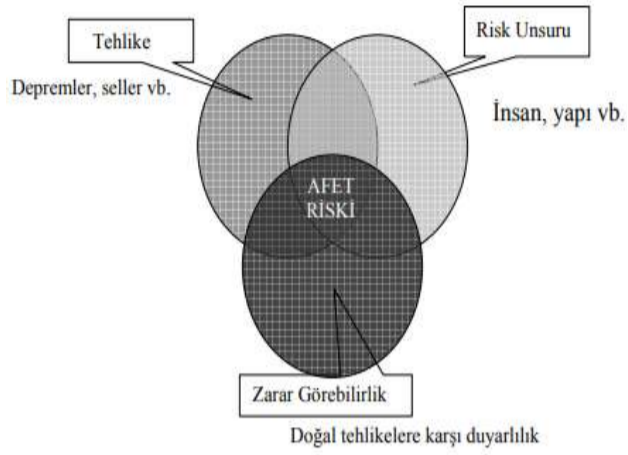 Tehlike
Risk Unsuru
Depremler, seller vb.
İnsan, yapı vb.
AFET
RİSKİ
Zarar Görebilirlik
Doğal tehlikelere karşı duyarlılık